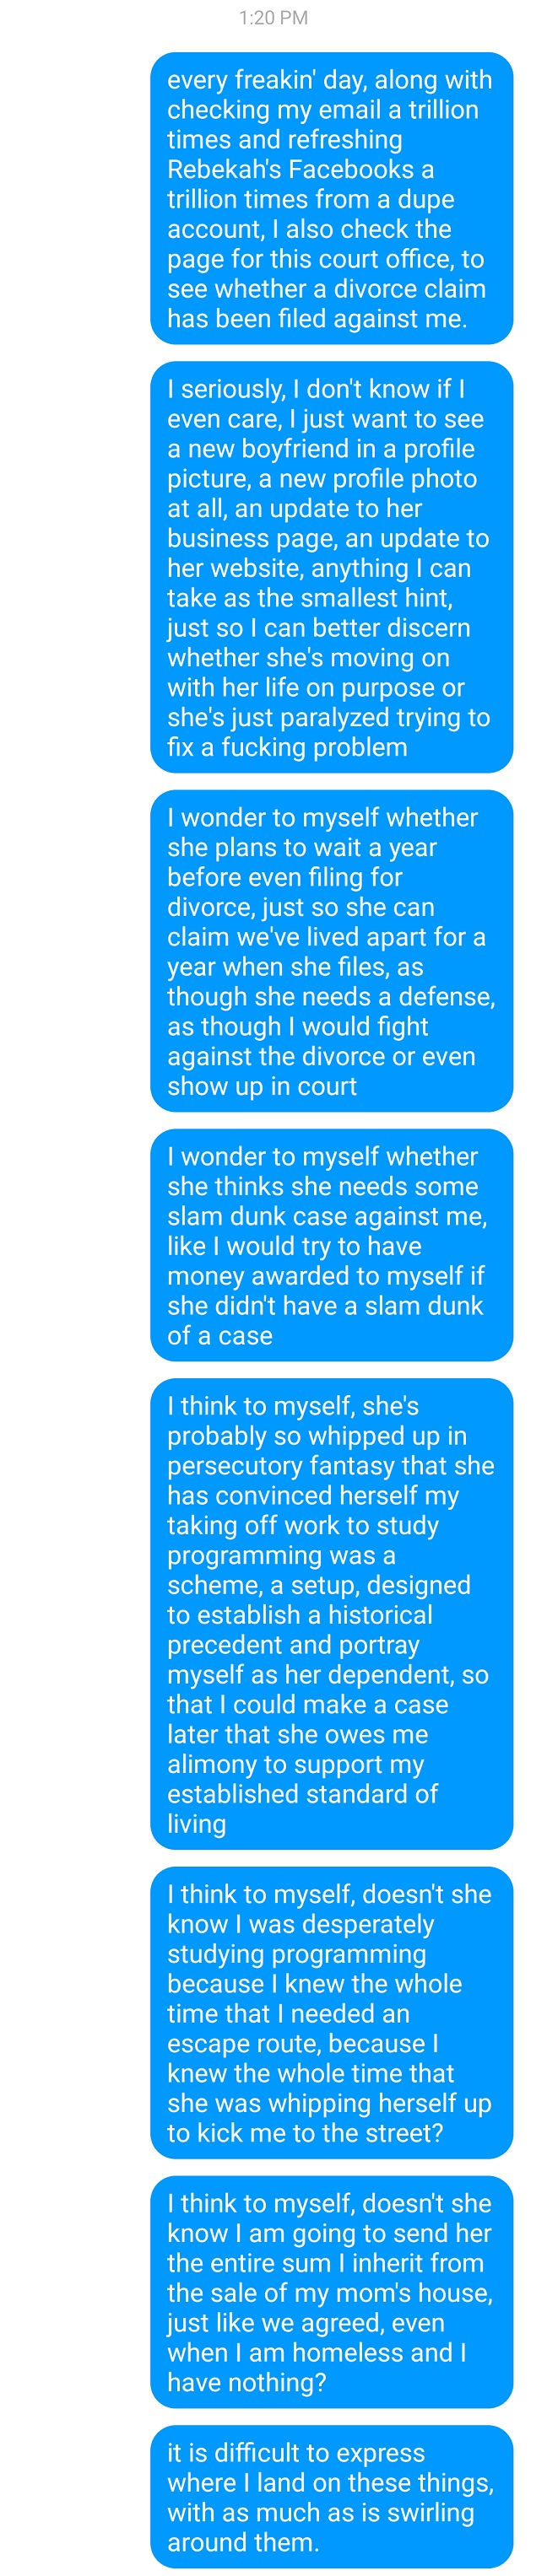 1:20 PM
every freakin' day, along with
checking my email a trillion
times and refreshing
Rebekah's Facebooks a
trillion times from a dupe
account, I also check the
page for this court office, to
see whether a divorce claim
has been filed against me.
I seriously, I don't know if I
even care, I just want to see
a new boyfriend in a profile
picture, a new profile photo
at all, an update to her
business page, an update to
her website, anything I can
take as the smallest hint,
just so I can better discern
whether she's moving on
with her life on purpose or
she's just paralyzed trying to
fix a fucking problem
I wonder to myself whether
she plans to wait a year
before even filing for
divorce, just so she can
claim we've lived apart for a
year when she files, as
though she needs a defense,
as though I would fight
against the divorce or even
show up in court
I wonder to myself whether
she thinks she needs some
slam dunk case against me,
like I would try to have
money awarded to myself if
she didn't have a slam dunk
of a case
I think to myself, she's
probably so whipped up in
persecutory fantasy that she
has convinced herself my
taking off work to study
programming was a
scheme, a setup, designed
to establish a historical
precedent and portray
myself as her dependent, so
that I could make a case
later that she owes me
alimony to support my
established standard of
living
I think to myself, doesn't she
know I was desperately
studying programming
because I knew the whole
time that I needed an
escape route, because I
knew the whole time that
she was whipping herself up
to kick me to the street?
I think to myself, doesn't she
know I am going to send her
the entire sum I inherit from
the sale of my mom's house,
just like we agreed, even
when I am homeless and I
have nothing?
it is difficult to express
where I land on these things,
with as much as is swirling
around them.